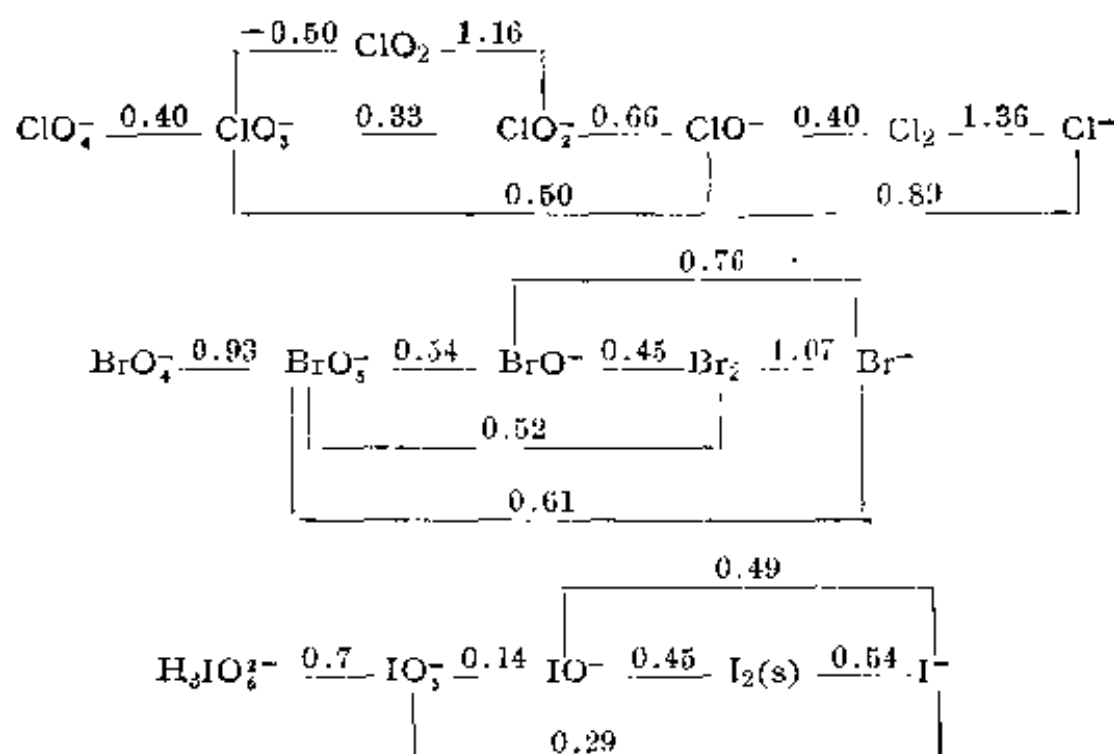 −0.50 ClO₂ 1.16
ClO₄⁻ 0.40 ClO₃⁻ 0.33 ClO₂⁻ 0.66 ClO⁻ 0.40 Cl₂ 1.36 Cl⁻
0.50 0.89
0.76
BrO₄⁻ 0.93 BrO₃⁻ 0.54 BrO⁻ 0.45 Br₂ 1.07 Br⁻
0.52
0.61
0.49
H₃IO₆²⁻ 0.7 IO₃⁻ 0.14 IO⁻ 0.45 I₂(s) 0.54 I⁻
0.29